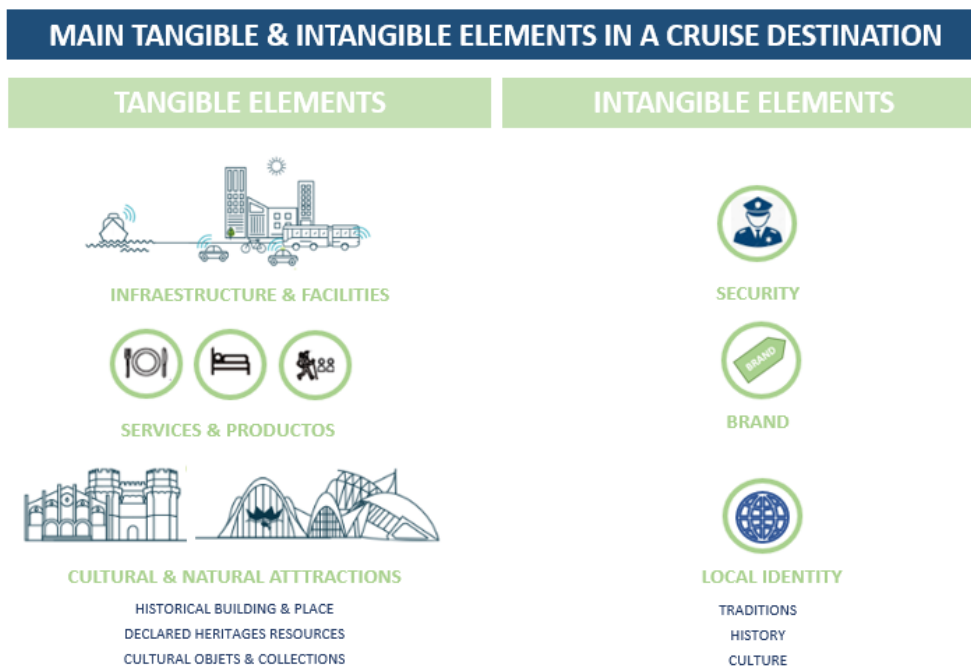 MAIN TANGIBLE & INTANGIBLE ELEMENTS IN A CRUISE DESTINATION
TANGIBLE ELEMENTS
INTANGIBLE ELEMENTS
INFRAESTRUCTURE & FACILITIES
SERVICES & PRODUCTOS
CULTURAL & NATURAL ATTTRACTIONS
HISTORICAL BUILDING & PLACE
DECLARED HERITAGES RESOURCES
CULTURAL OBJETS & COLLECTIONS
SECURITY
BRAND
BRAND
LOCAL IDENTITY
TRADITIONS
HISTORY
CULTURE